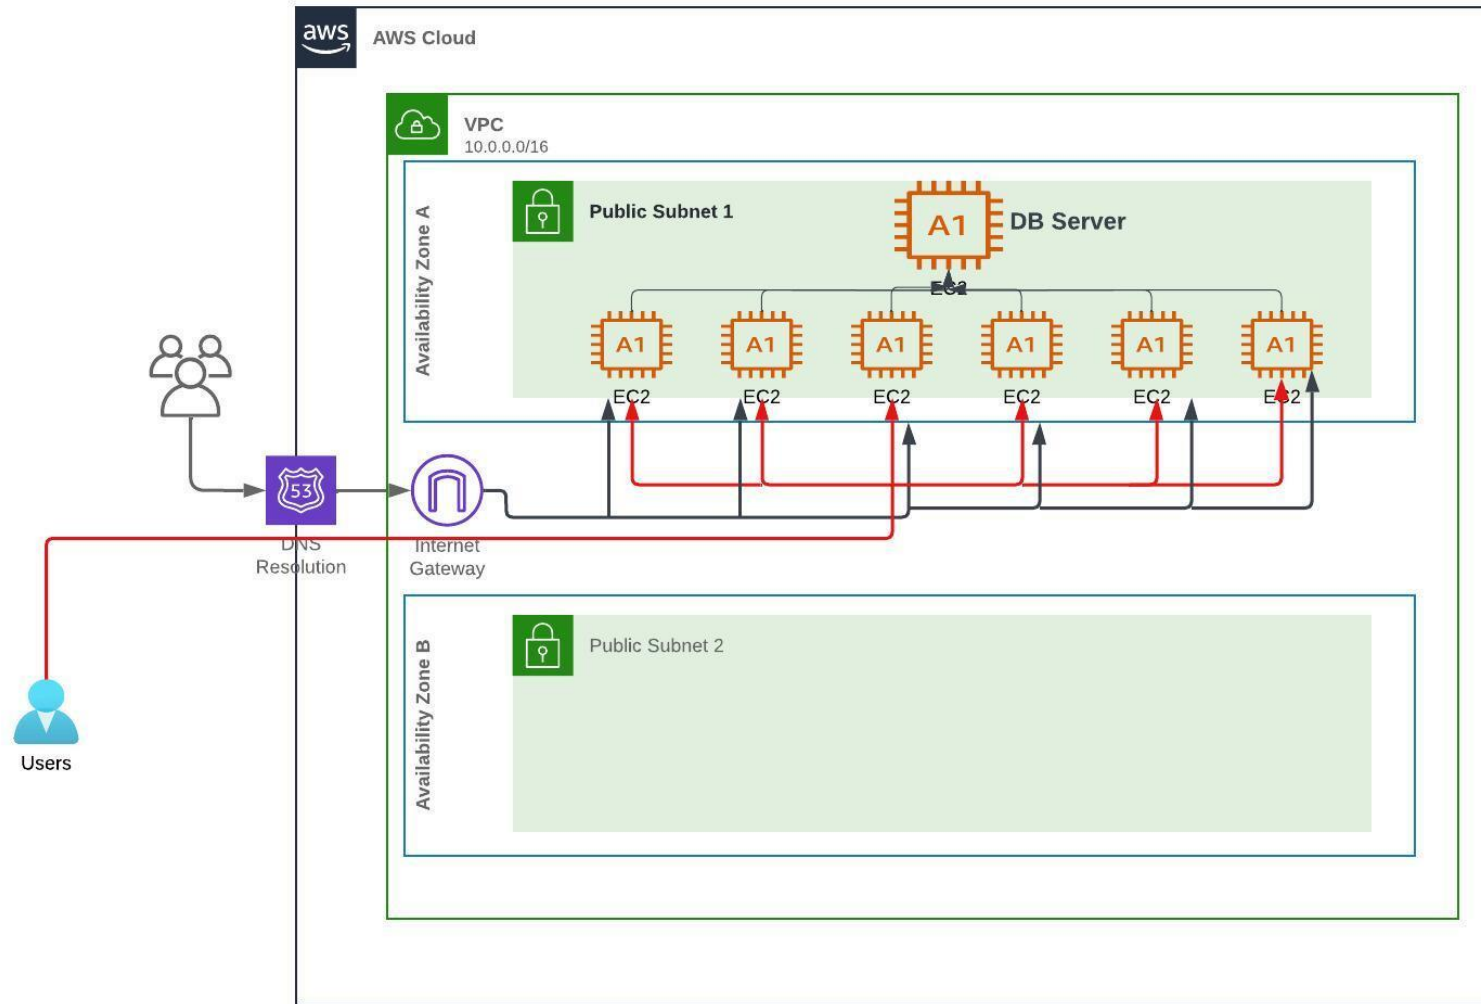 aws
AWS Cloud
VPC
10.0.0.0/16
Availability Zone A
Public Subnet 1
A1
DB Server
EC2
A1
A1
A1
A1
A1
A1
EC2
EC2
EC2
EC2
EC2
EC2
53
DNS
Resolution
Internet
Gateway
Availability Zone B
Public Subnet 2
Users